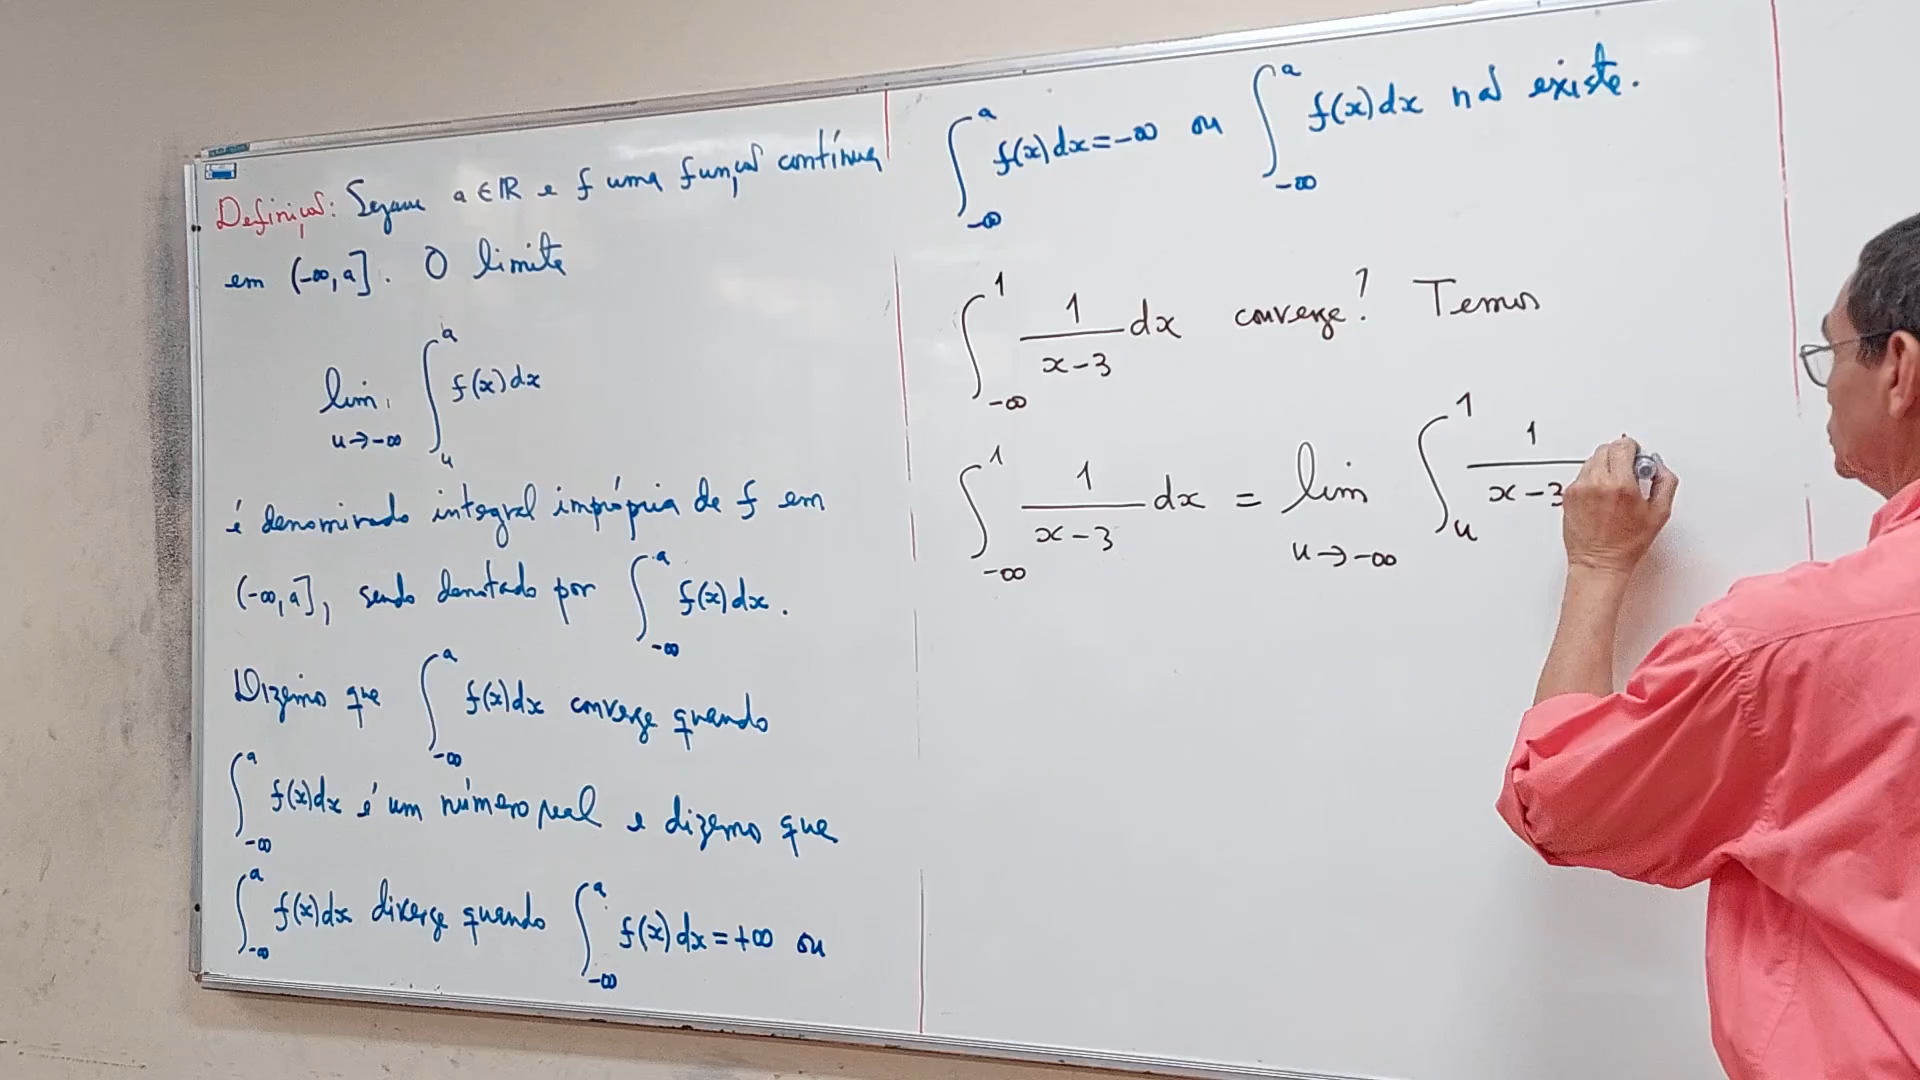 Definição: Sejam a ∈ ℝ e f uma função contínua
em (-∞, a]. O limite
lim_{u→-∞} ∫_u^a f(x)dx
é denominado integral imprópria de f em
(-∞, a], sendo denotado por ∫_{-∞}^a f(x)dx.
Dizemos que ∫_{-∞}^a f(x)dx converge quando
∫_{-∞}^a f(x)dx é um número real e dizemos que
∫_{-∞}^a f(x)dx diverge quando ∫_{-∞}^a f(x)dx = +∞ ou
∫_{-∞}^a f(x)dx = -∞ ou ∫_{-∞}^a f(x)dx não existe.
∫_{-∞}^1 1/(x-3) dx converge? Temos
∫_{-∞}^1 1/(x-3) dx = lim_{u→-∞} ∫_u^1 1/(x-3)